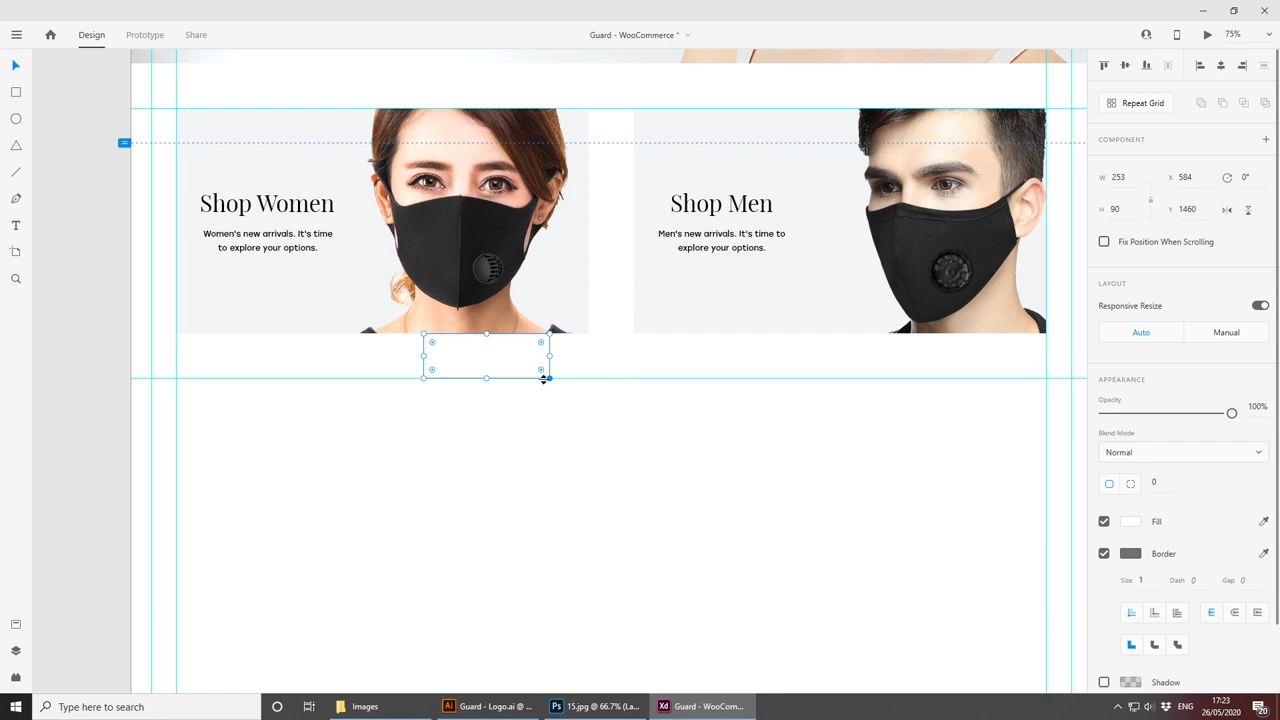 Design
Prototype
Share
Guard - WooCommerce *
75%
Repeat Grid
COMPONENT
W 253
X 584
0°
H 90
Y 1460
Fix Position When Scrolling
LAYOUT
Responsive Resize
Auto
Manual
APPEARANCE
Opacity
100%
Blend Mode
Normal
0
Fill
Border
Size 1
Dash 0
Gap 0
Shadow
Shop Women
Women's new arrivals. It's time
to explore your options.
Shop Men
Men's new arrivals. It's time to
explore your options.
Type here to search
Images
Ai
Guard - Logo.ai @ ...
Ps
15.jpg @ 66.7% (La...
Xd
Guard - WooCom...
ENG
17:23
26/05/2020
20